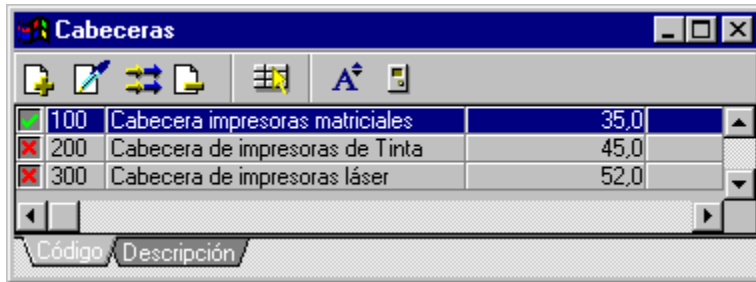 Cabeceras
A
100 Cabecera impresoras matriciales 35,0
200 Cabecera de impresoras de Tinta 45,0
300 Cabecera de impresoras láser 52,0
Código Descripción